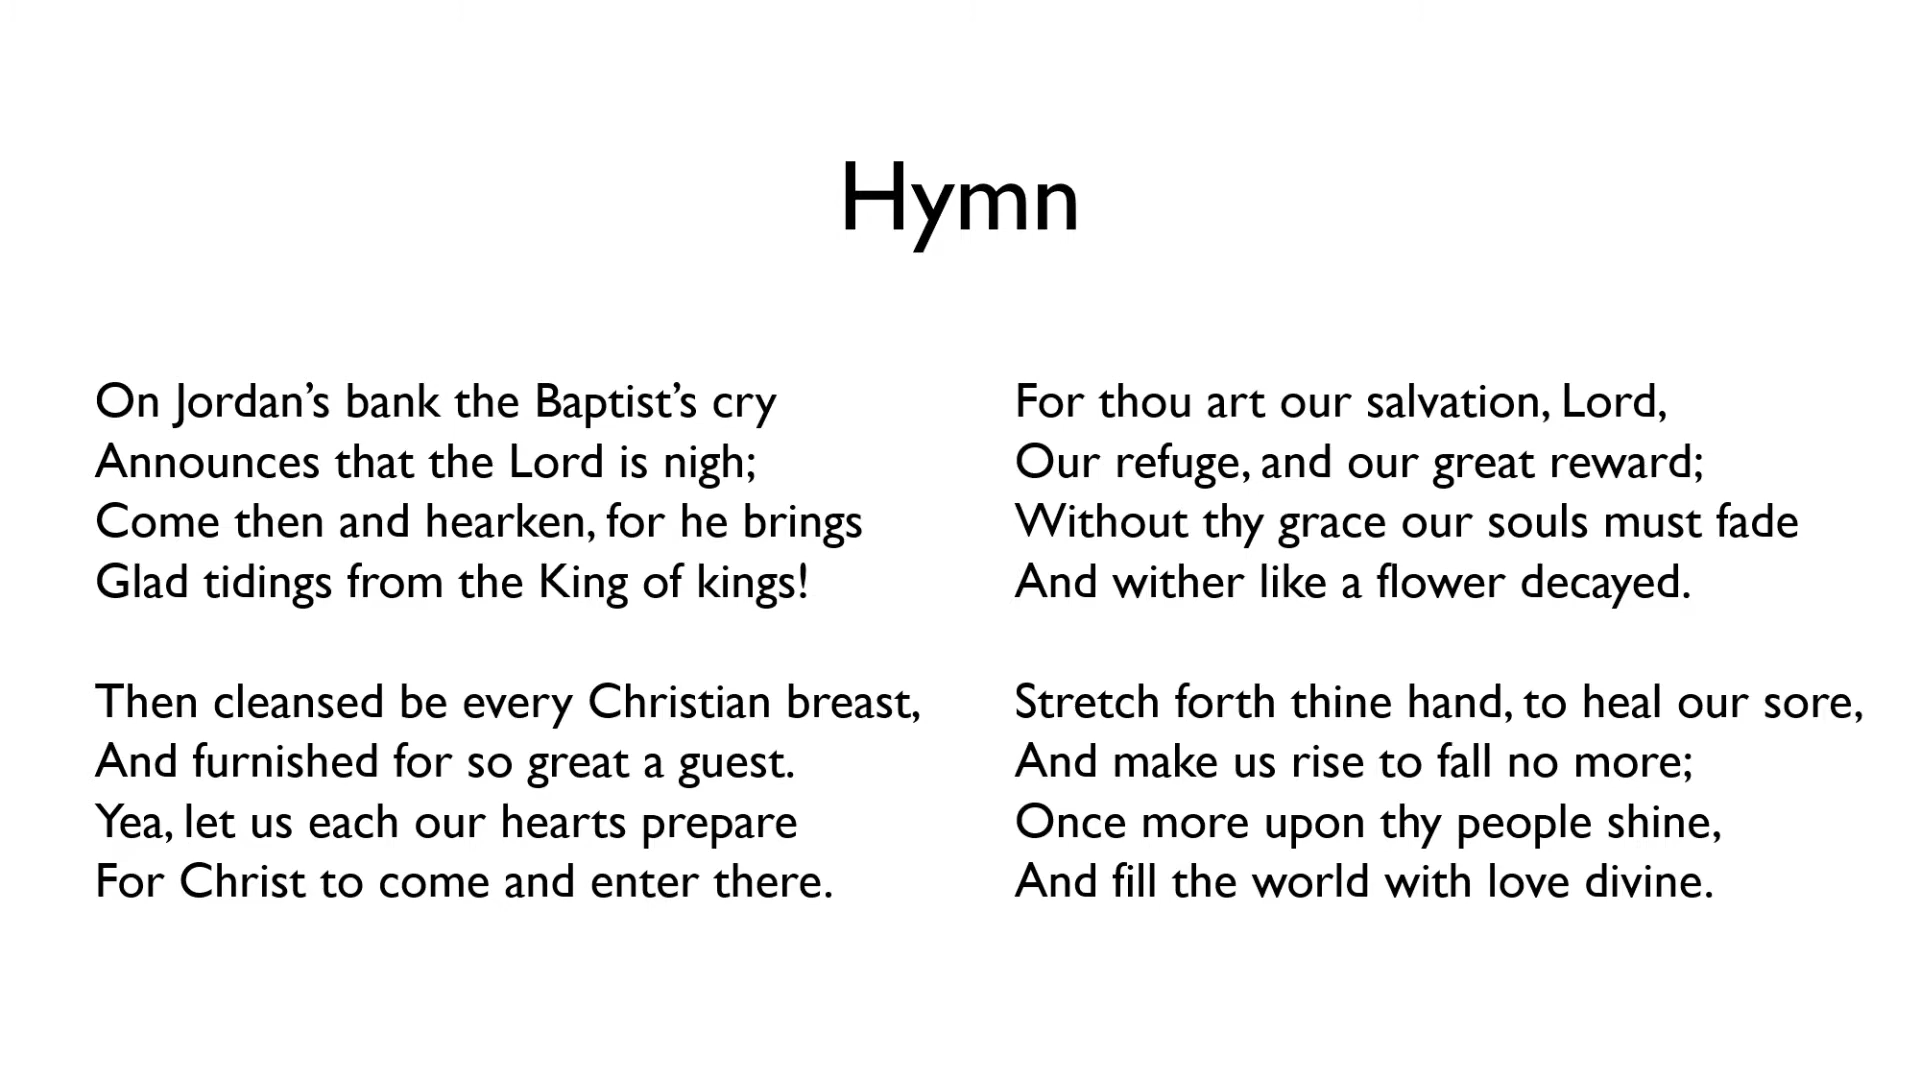 Hymn
On Jordan’s bank the Baptist’s cry
Announces that the Lord is nigh;
Come then and hearken, for he brings
Glad tidings from the King of kings!
Then cleansed be every Christian breast,
And furnished for so great a guest.
Yea, let us each our hearts prepare
For Christ to come and enter there.
For thou art our salvation, Lord,
Our refuge, and our great reward;
Without thy grace our souls must fade
And wither like a flower decayed.
Stretch forth thine hand, to heal our sore,
And make us rise to fall no more;
Once more upon thy people shine,
And fill the world with love divine.